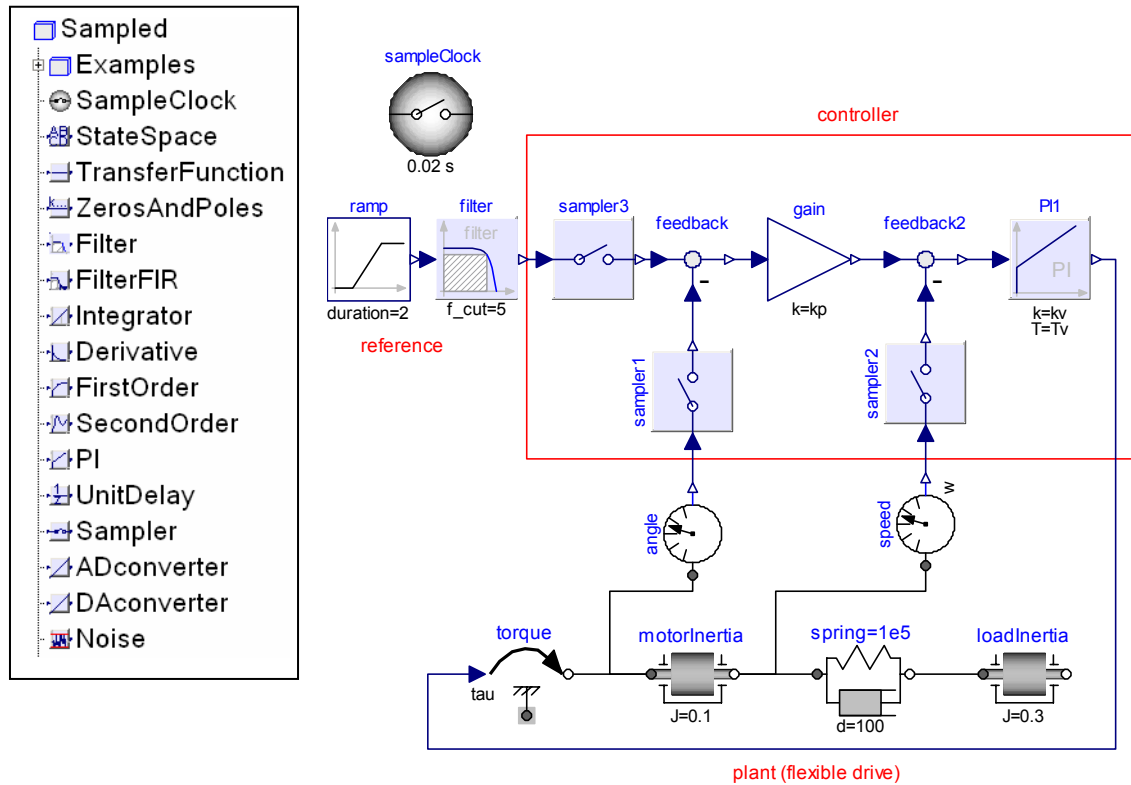 Sampled
Examples
SampleClock
StateSpace
TransferFunction
ZerosAndPoles
Filter
FilterFIR
Integrator
Derivative
FirstOrder
SecondOrder
PI
UnitDelay
Sampler
ADconverter
DAconverter
Noise
sampleClock
0.02 s
controller
ramp
filter
sampler3
feedback
gain
feedback2
PI1
filter
PI
duration=2
f_cut=5
k=kp
k=kv
T=Tv
reference
sampler1
sampler2
angle
speed
w
torque
motorInertia
spring=1e5
loadInertia
tau
J=0.1
d=100
J=0.3
plant (flexible drive)